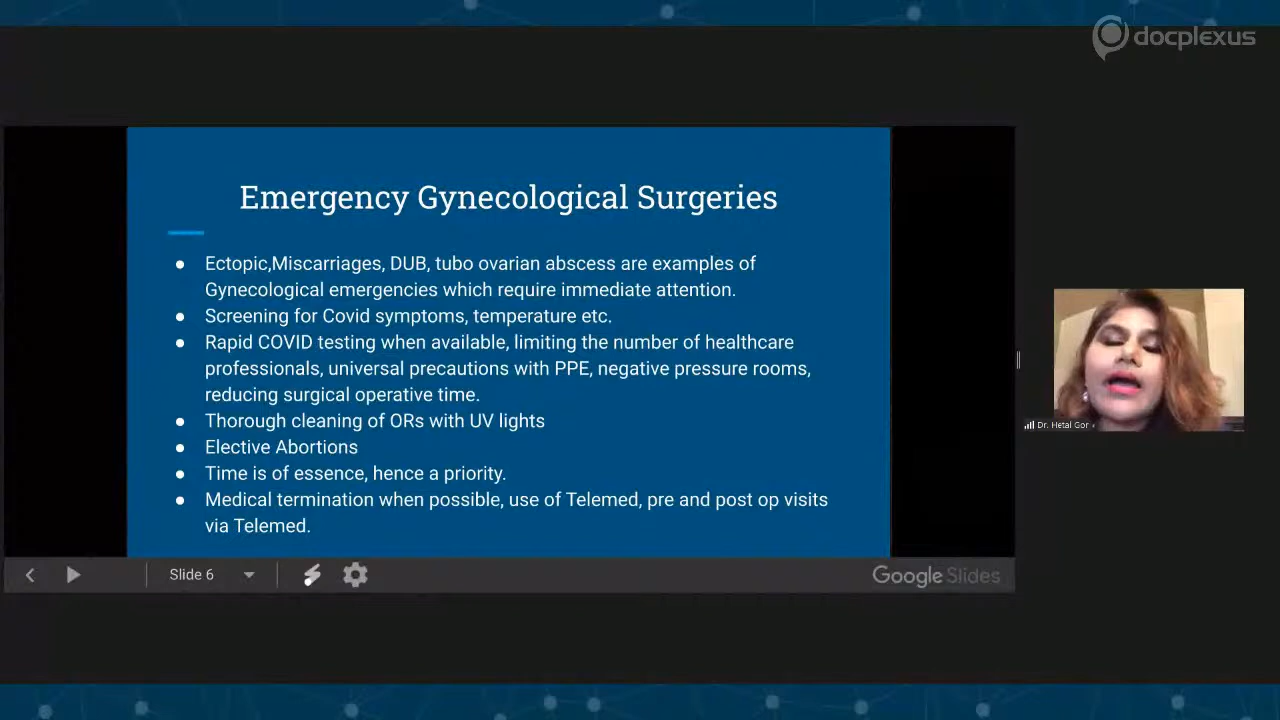 docplexus
Emergency Gynecological Surgeries
● Ectopic,Miscarriages, DUB, tubo ovarian abscess are examples of
Gynecological emergencies which require immediate attention.
● Screening for Covid symptoms, temperature etc.
● Rapid COVID testing when available, limiting the number of healthcare
professionals, universal precautions with PPE, negative pressure rooms,
reducing surgical operative time.
● Thorough cleaning of ORs with UV lights
● Elective Abortions
● Time is of essence, hence a priority.
● Medical termination when possible, use of Telemed, pre and post op visits
via Telemed.
Dr. Hetal Gor
Slide 6
Google Slides